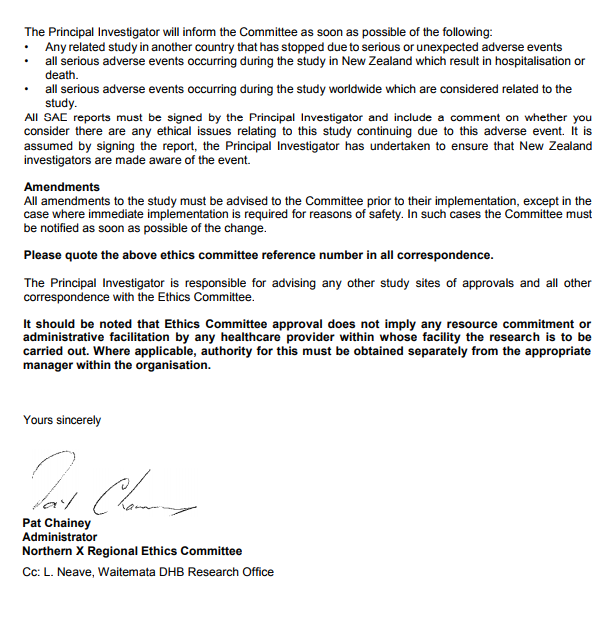 The Principal Investigator will inform the Committee as soon as possible of the following:
• Any related study in another country that has stopped due to serious or unexpected adverse events
• all serious adverse events occurring during the study in New Zealand which result in hospitalisation or
death.
• all serious adverse events occurring during the study worldwide which are considered related to the
study.
All SAE reports must be signed by the Principal Investigator and include a comment on whether you
consider there are any ethical issues relating to this study continuing due to this adverse event. It is
assumed by signing the report, the Principal Investigator has undertaken to ensure that New Zealand
investigators are made aware of the event.
Amendments
All amendments to the study must be advised to the Committee prior to their implementation, except in the
case where immediate implementation is required for reasons of safety. In such cases the Committee must
be notified as soon as possible of the change.
Please quote the above ethics committee reference number in all correspondence.
The Principal Investigator is responsible for advising any other study sites of approvals and all other
correspondence with the Ethics Committee.
It should be noted that Ethics Committee approval does not imply any resource commitment or
administrative facilitation by any healthcare provider within whose facility the research is to be
carried out. Where applicable, authority for this must be obtained separately from the appropriate
manager within the organisation.
Yours sincerely
Pat Chainey
Administrator
Northern X Regional Ethics Committee
Cc: L. Neave, Waitemata DHB Research Office